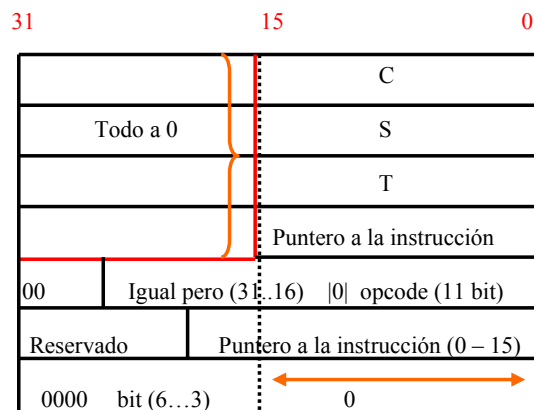 31 15 0
C
Todo a 0 S
T
Puntero a la instrucción
00 Igual pero (31..16) |0| opcode (11 bit)
Reservado Puntero a la instrucción (0 – 15)
0000 bit (6…3) 0